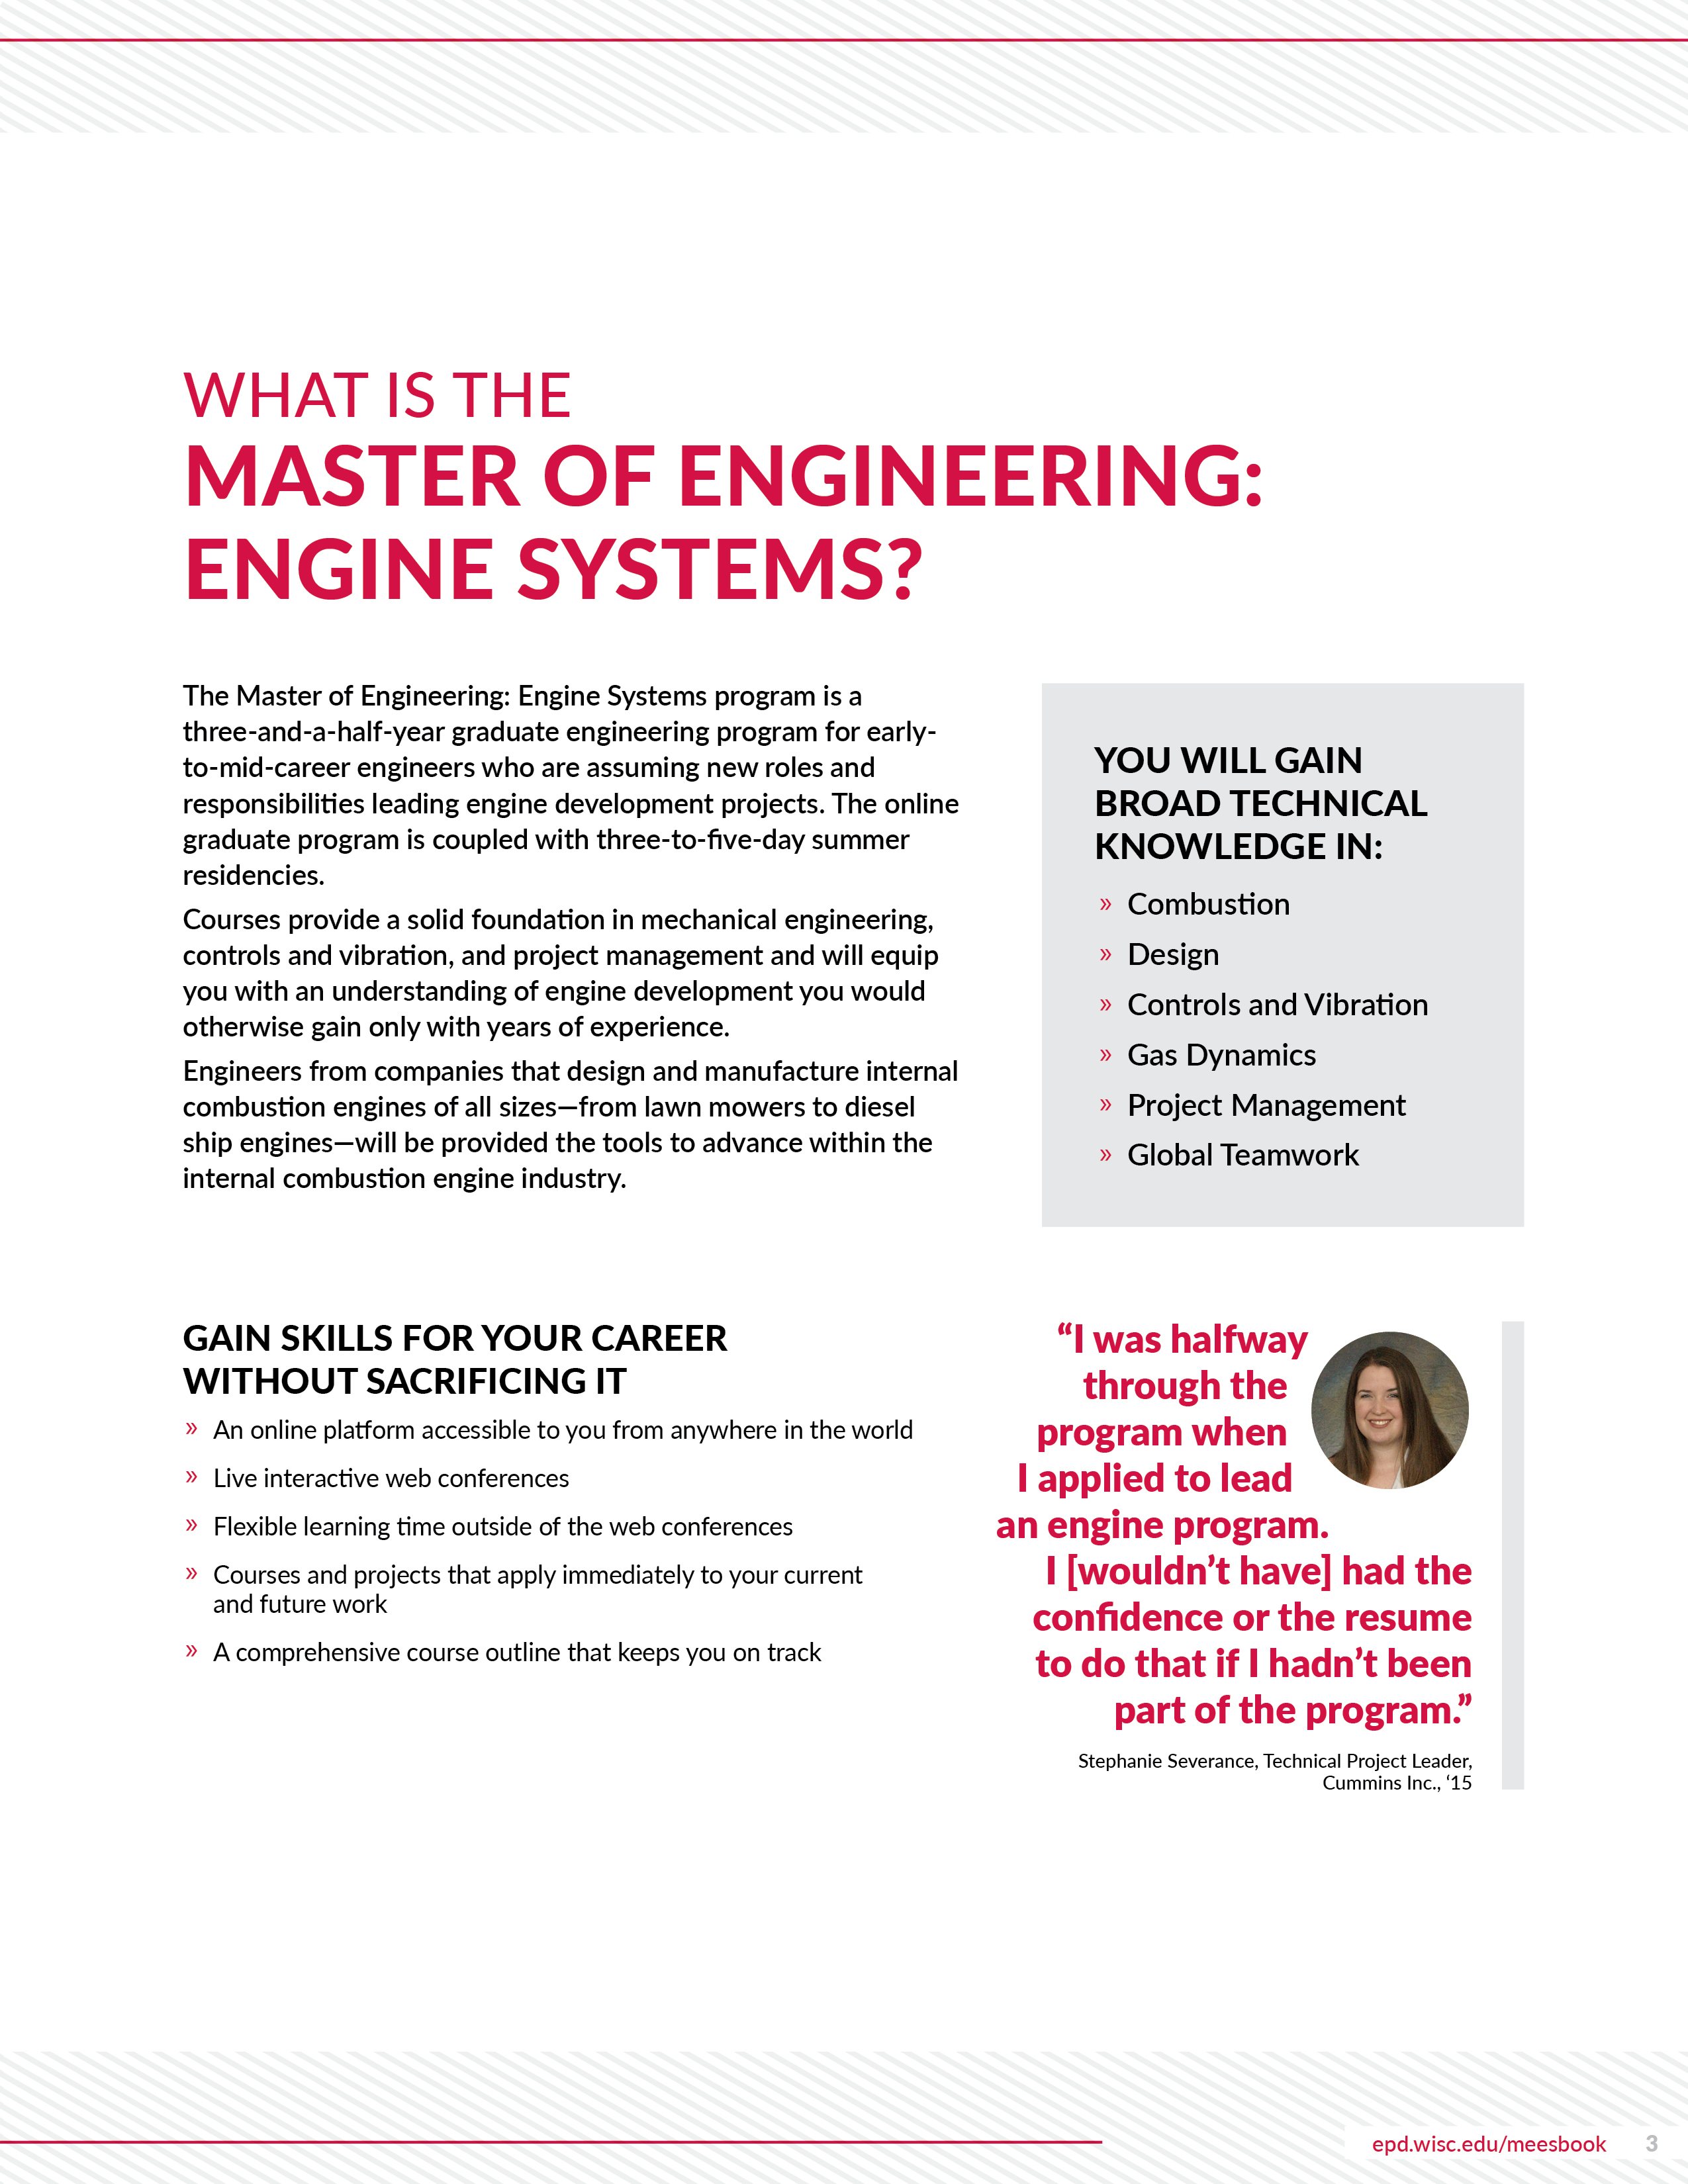 WHAT IS THE
MASTER OF ENGINEERING:
ENGINE SYSTEMS?
The Master of Engineering: Engine Systems program is a
three-and-a-half-year graduate engineering program for early-
to-mid-career engineers who are assuming new roles and
responsibilities leading engine development projects. The online
graduate program is coupled with three-to-five-day summer
residencies.
Courses provide a solid foundation in mechanical engineering,
controls and vibration, and project management and will equip
you with an understanding of engine development you would
otherwise gain only with years of experience.
Engineers from companies that design and manufacture internal
combustion engines of all sizes—from lawn mowers to diesel
ship engines—will be provided the tools to advance within the
internal combustion engine industry.
YOU WILL GAIN
BROAD TECHNICAL
KNOWLEDGE IN:
» Combustion
» Design
» Controls and Vibration
» Gas Dynamics
» Project Management
» Global Teamwork
GAIN SKILLS FOR YOUR CAREER
WITHOUT SACRIFICING IT
» An online platform accessible to you from anywhere in the world
» Live interactive web conferences
» Flexible learning time outside of the web conferences
» Courses and projects that apply immediately to your current
and future work
» A comprehensive course outline that keeps you on track
“I was halfway
through the
program when
I applied to lead
an engine program.
I [wouldn’t have] had the
confidence or the resume
to do that if I hadn’t been
part of the program.”
Stephanie Severance, Technical Project Leader,
Cummins Inc., ‘15
epd.wisc.edu/meesbook 3